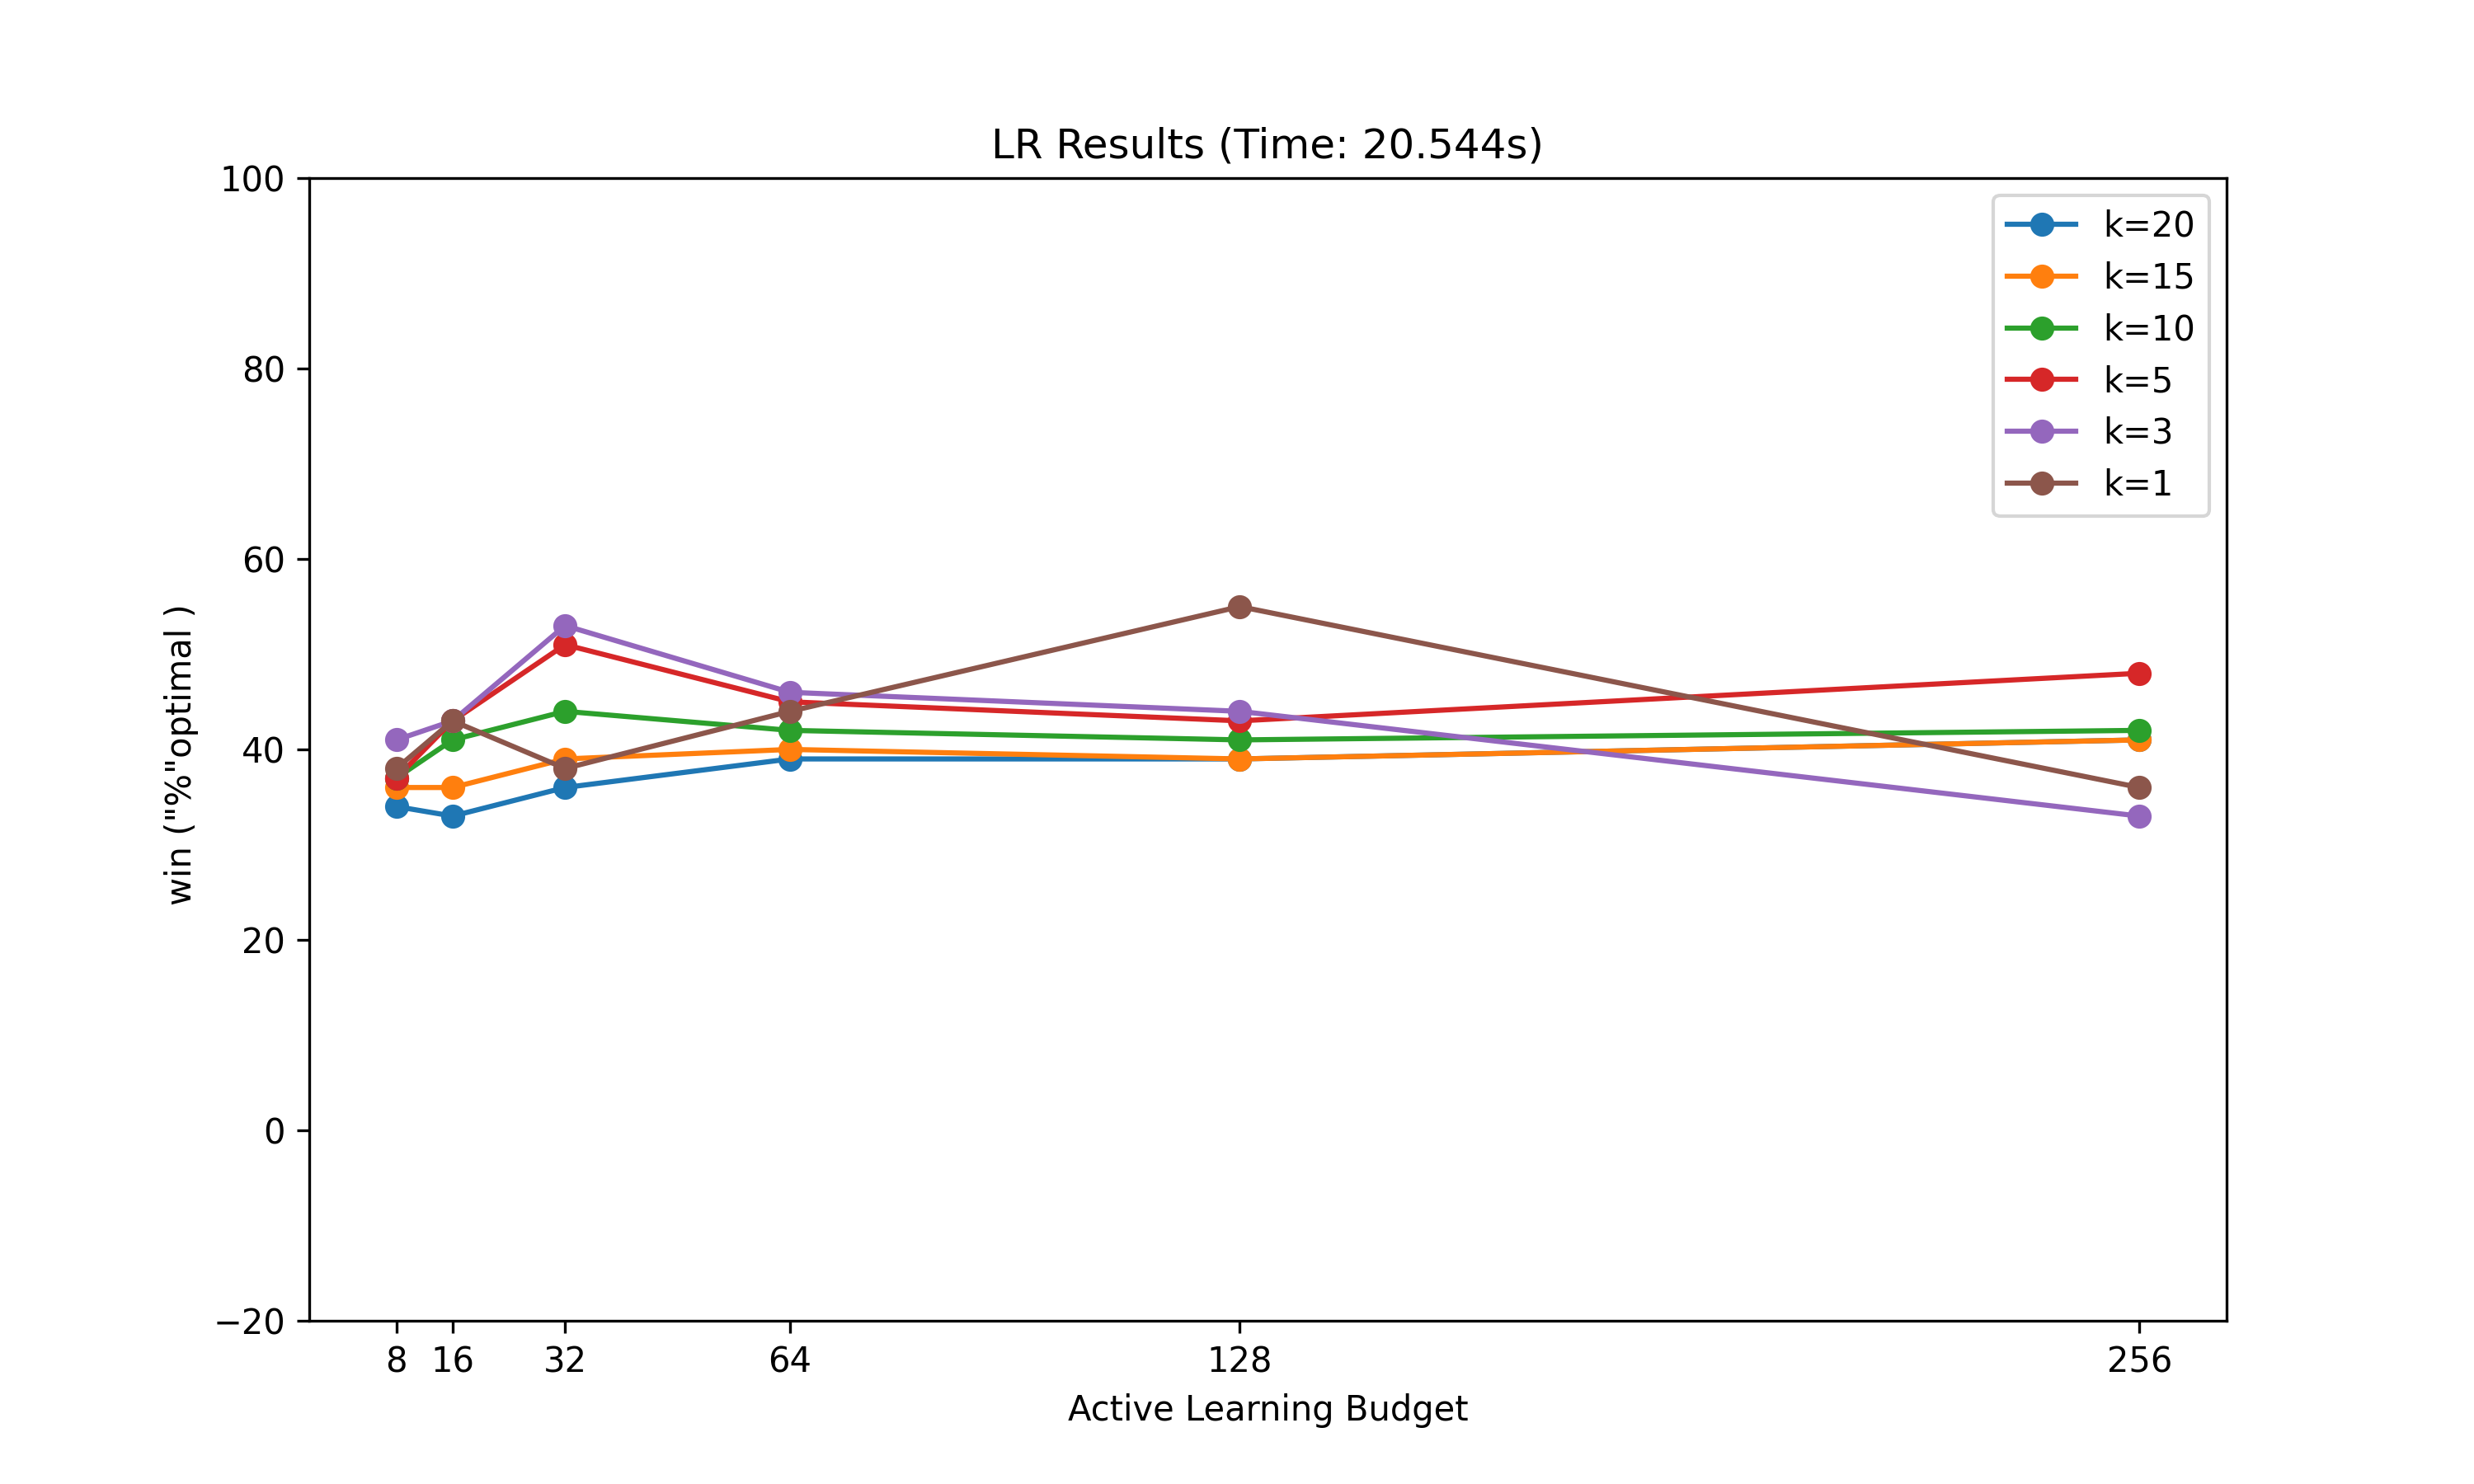 LR Results (Time: 20.544s)
100
80
60
40
20
0
−20
win ("%"optimal )
k=20
k=15
k=10
k=5
k=3
k=1
8 16 32 64 128 256
Active Learning Budget